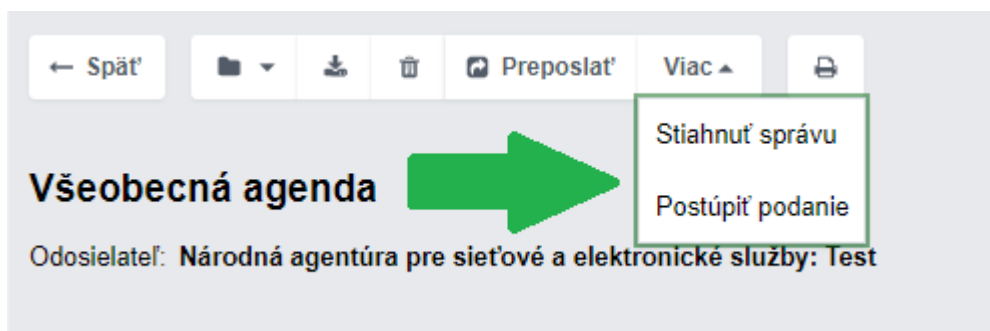 ← Späť Preposlať Viac
Stiahnuť správu
Postúpiť podanie
Všeobecná agenda
Odosielateľ: Národná agentúra pre sieťové a elektronické služby: Test